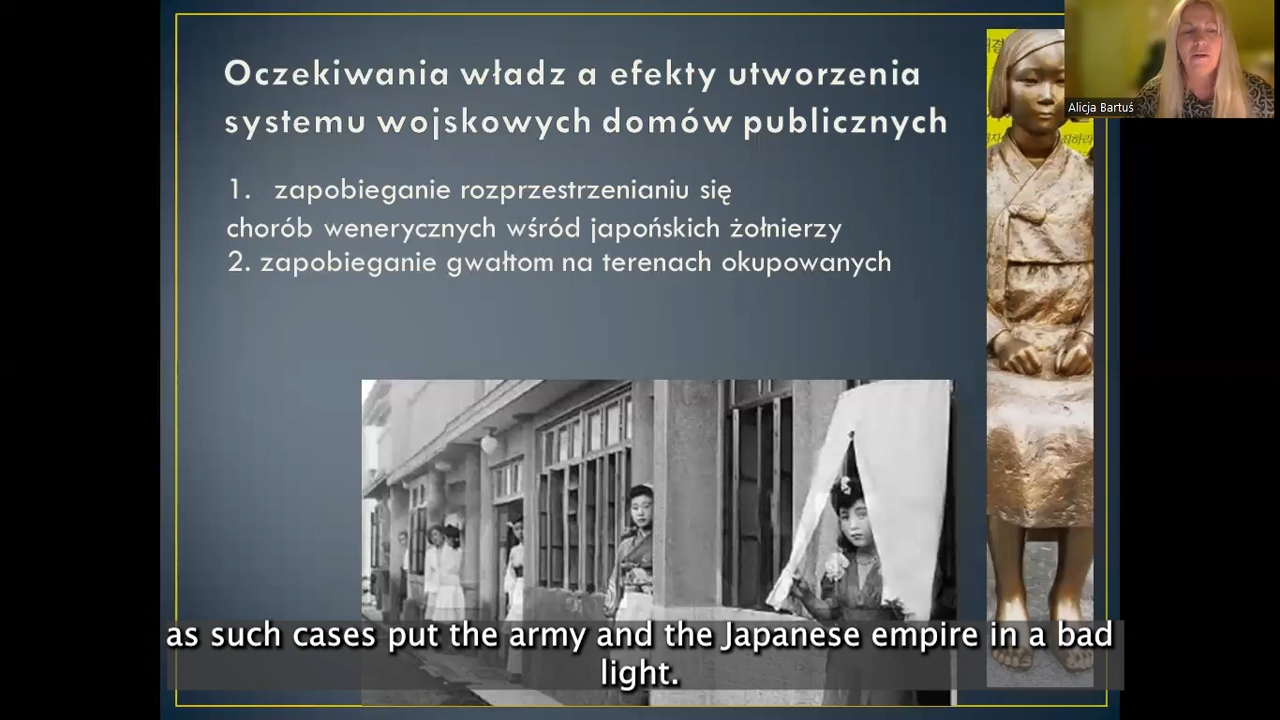 Oczekiwania władz a efekty utworzenia
systemu wojskowych domów publicznych
Alicja Bartuś
1. zapobieganie rozprzestrzenianiu się
chorób wenerycznych wśród japońskich żołnierzy
2. zapobieganie gwałtom na terenach okupowanych
as such cases put the army and the Japanese empire in a bad
light.